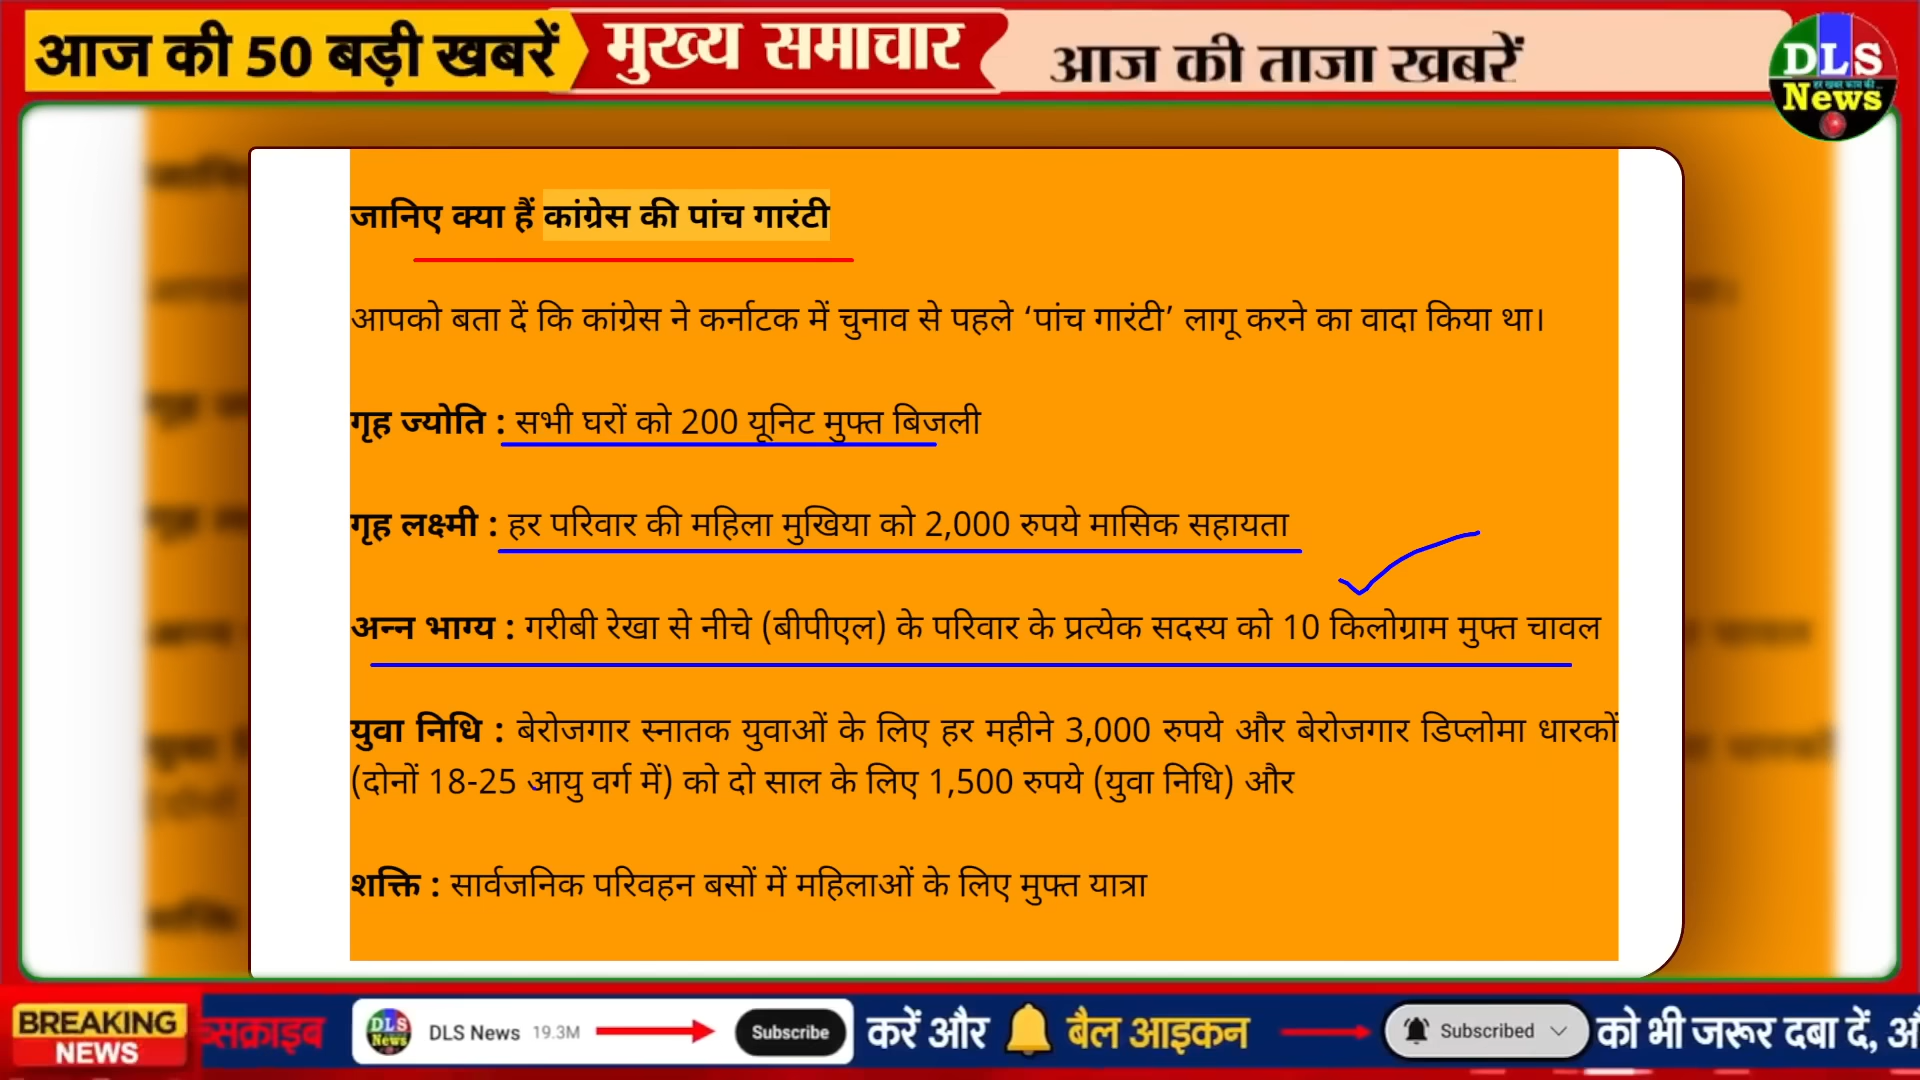 आज की 50 बड़ी खबरें
मुख्य समाचार
आज की ताजा खबरें
DLS
हर खबर काम की...
News
जानिए क्या हैं कांग्रेस की पांच गारंटी
आपको बता दें कि कांग्रेस ने कर्नाटक में चुनाव से पहले ‘पांच गारंटी’ लागू करने का वादा किया था।
गृह ज्योति : सभी घरों को 200 यूनिट मुफ्त बिजली
गृह लक्ष्मी : हर परिवार की महिला मुखिया को 2,000 रुपये मासिक सहायता
अन्न भाग्य : गरीबी रेखा से नीचे (बीपीएल) के परिवार के प्रत्येक सदस्य को 10 किलोग्राम मुफ्त चावल
युवा निधि : बेरोजगार स्नातक युवाओं के लिए हर महीने 3,000 रुपये और बेरोजगार डिप्लोमा धारकों
(दोनों 18-25 आयु वर्ग में) को दो साल के लिए 1,500 रुपये (युवा निधि) और
शक्ति : सार्वजनिक परिवहन बसों में महिलाओं के लिए मुफ्त यात्रा
BREAKING
NEWS
DLS News 19.3M Subscribe करें और बैल आइकन Subscribed को भी जरूर दबा दें,